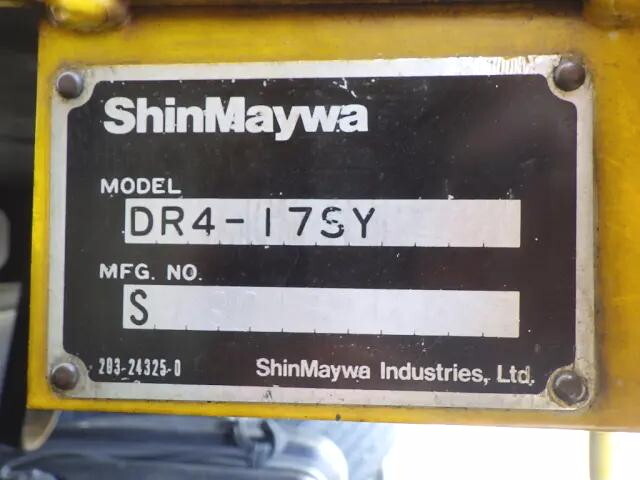 ShinMaywa
MODEL
DR4-17SY
MFG. NO.
S
203-24325-0
ShinMaywa Industries, Ltd.